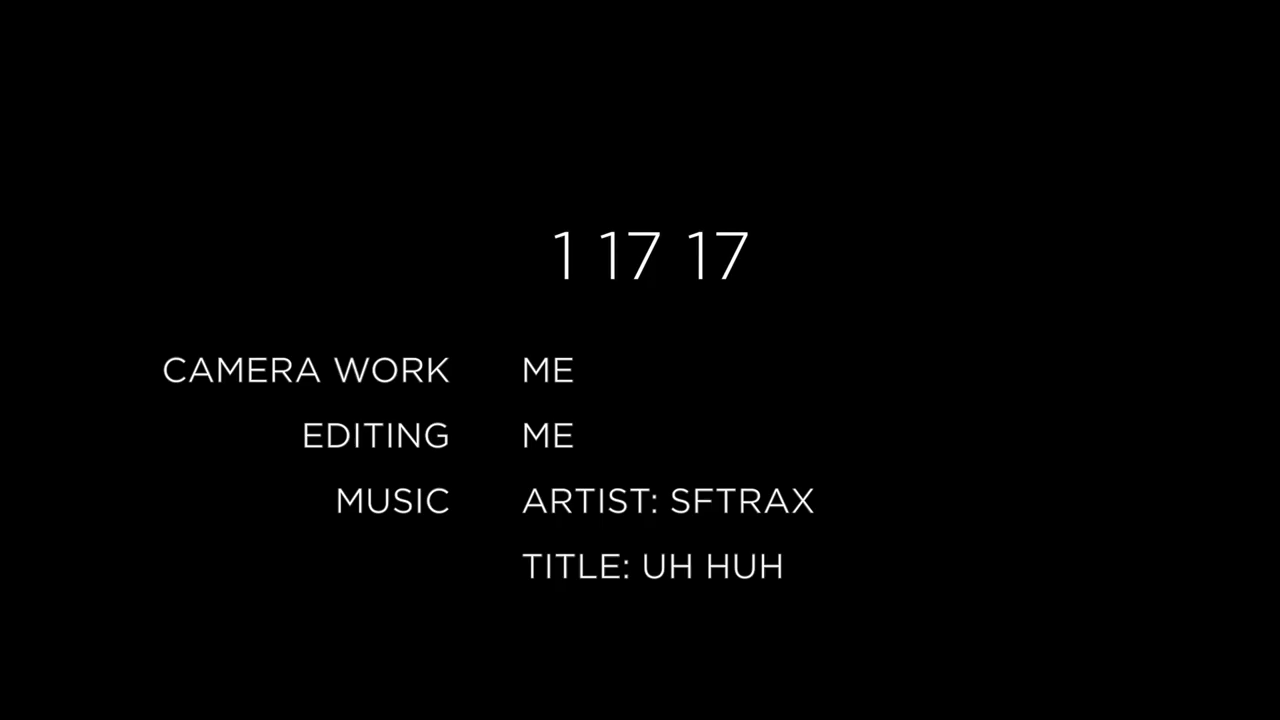 1 17 17
CAMERA WORK ME
EDITING ME
MUSIC ARTIST: SFTRAX
TITLE: UH HUH